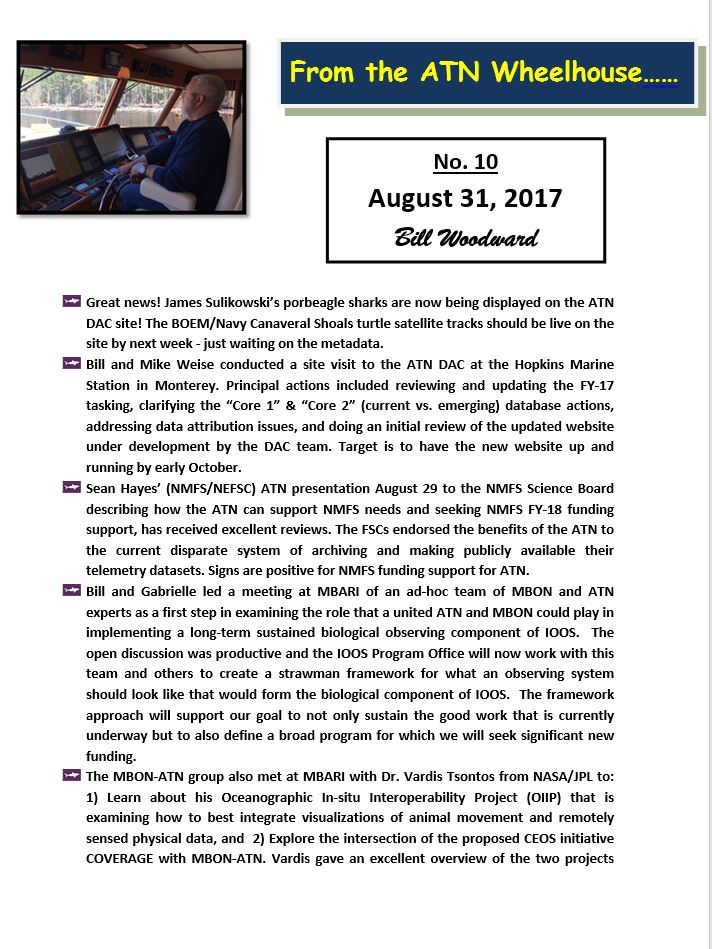 From the ATN Wheelhouse……
No. 10
August 31, 2017
Bill Woodward
Great news! James Sulikowski’s porbeagle sharks are now being displayed on the ATN
DAC site! The BOEM/Navy Canaveral Shoals turtle satellite tracks should be live on the
site by next week - just waiting on the metadata.
Bill and Mike Weise conducted a site visit to the ATN DAC at the Hopkins Marine
Station in Monterey. Principal actions included reviewing and updating the FY-17
tasking, clarifying the “Core 1” & “Core 2” (current vs. emerging) database actions,
addressing data attribution issues, and doing an initial review of the updated website
under development by the DAC team. Target is to have the new website up and
running by early October.
Sean Hayes’ (NMFS/NEFSC) ATN presentation August 29 to the NMFS Science Board
describing how the ATN can support NMFS needs and seeking NMFS FY-18 funding
support, has received excellent reviews. The FSCs endorsed the benefits of the ATN to
the current disparate system of archiving and making publicly available their
telemetry datasets. Signs are positive for NMFS funding support for ATN.
Bill and Gabrielle led a meeting at MBARI of an ad-hoc team of MBON and ATN
experts as a first step in examining the role that a united ATN and MBON could play in
implementing a long-term sustained biological observing component of IOOS. The
open discussion was productive and the IOOS Program Office will now work with this
team and others to create a strawman framework for what an observing system
should look like that would form the biological component of IOOS. The framework
approach will support our goal to not only sustain the good work that is currently
underway but to also define a broad program for which we will seek significant new
funding.
The MBON-ATN group also met at MBARI with Dr. Vardis Tsontos from NASA/JPL to:
1) Learn about his Oceanographic In-situ Interoperability Project (OIIP) that is
examining how to best integrate visualizations of animal movement and remotely
sensed physical data, and 2) Explore the intersection of the proposed CEOS initiative
COVERAGE with MBON-ATN. Vardis gave an excellent overview of the two projects